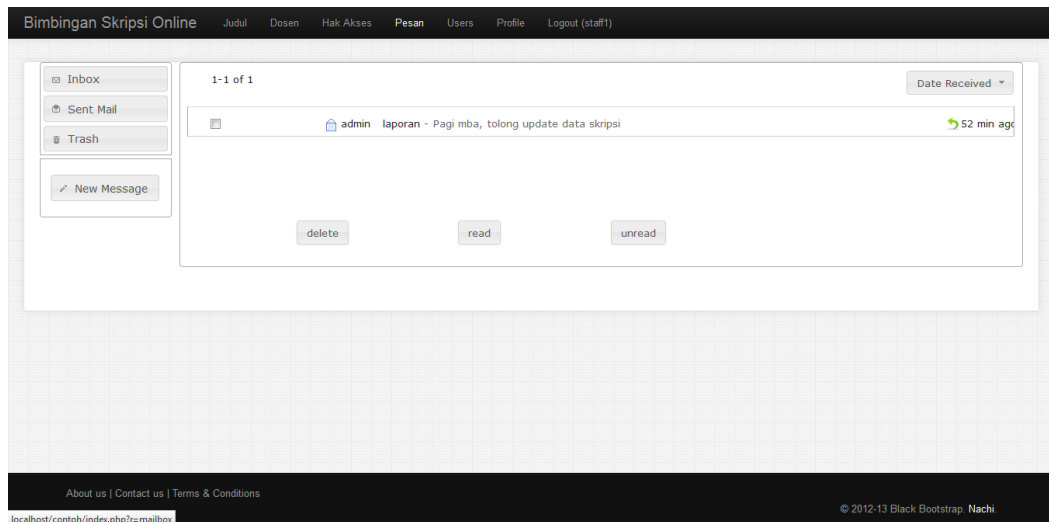 Bimbingan Skripsi Online Judul Dosen Hak Akses Pesan Users Profile Logout (staff1)
Inbox
Sent Mail
Trash
New Message
1-1 of 1
Date Received
admin laporan - Pagi mba, tolong update data skripsi 52 min ago
delete read unread
About us | Contact us | Terms & Conditions
© 2012-13 Black Bootstrap. Nachi.
localhost/contoh/index.php?r=mailbox